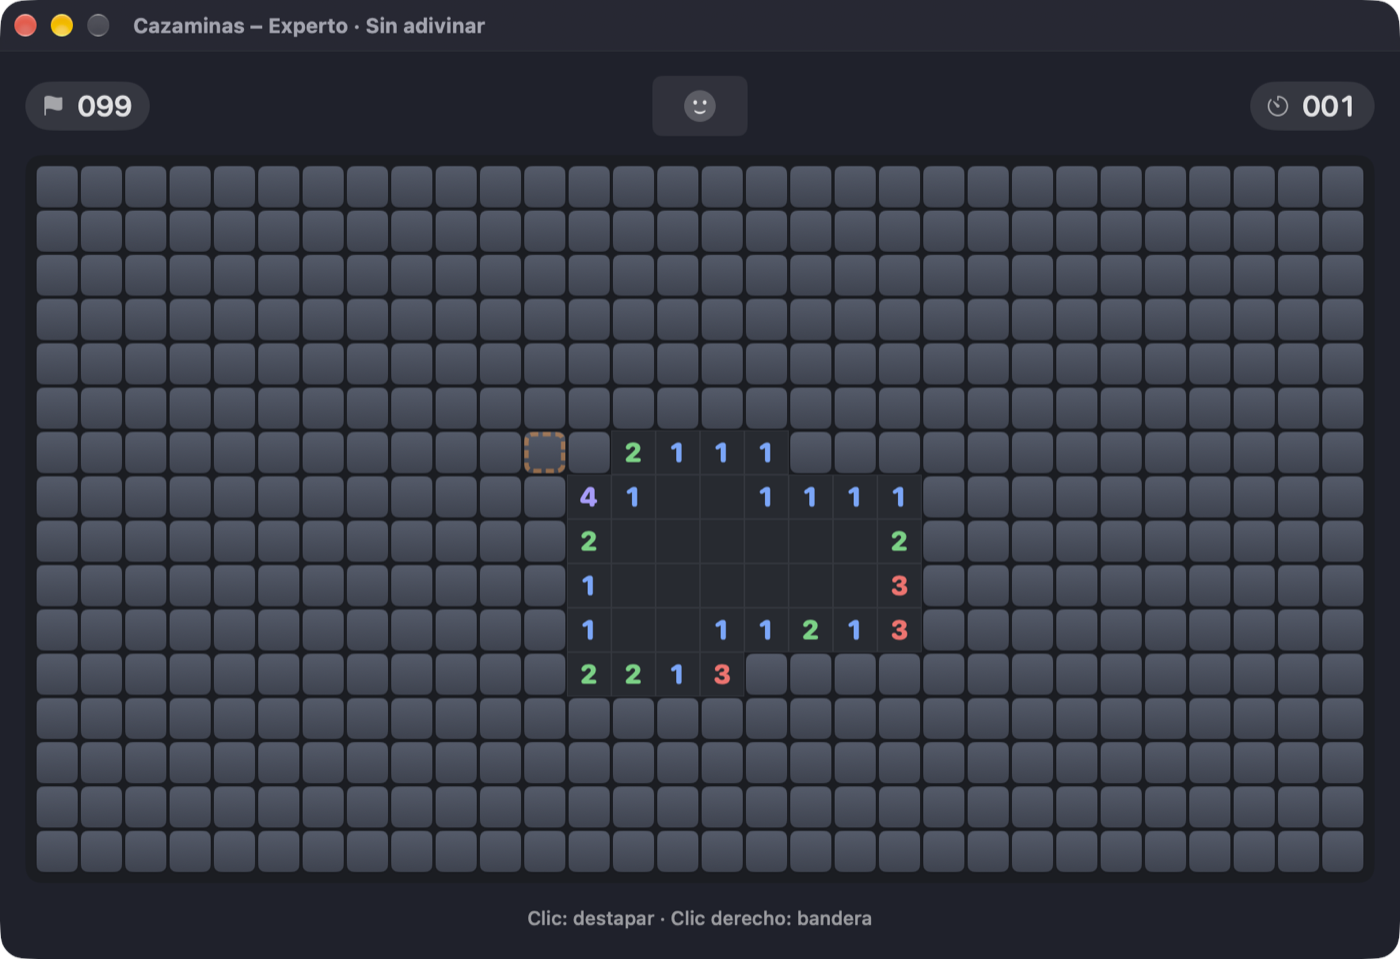 Cazaminas – Experto · Sin adivinar
099
001
2 1 1 1
4 1 1 1 1 1
2 2
1 3
1 1 1 2 1 3
2 2 1 3
Clic: destapar · Clic derecho: bandera